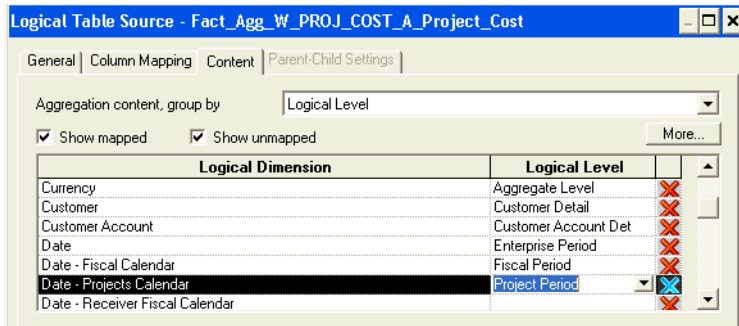 Logical Table Source - Fact_Agg_W_PROJ_COST_A_Project_Cost
General Column Mapping Content Parent-Child Settings
Aggregation content, group by Logical Level
Show mapped Show unmapped More...
Logical Dimension Logical Level
Currency Aggregate Level
Customer Customer Detail
Customer Account Customer Account Det
Date Enterprise Period
Date - Fiscal Calendar Fiscal Period
Date - Projects Calendar Project Period
Date - Receiver Fiscal Calendar